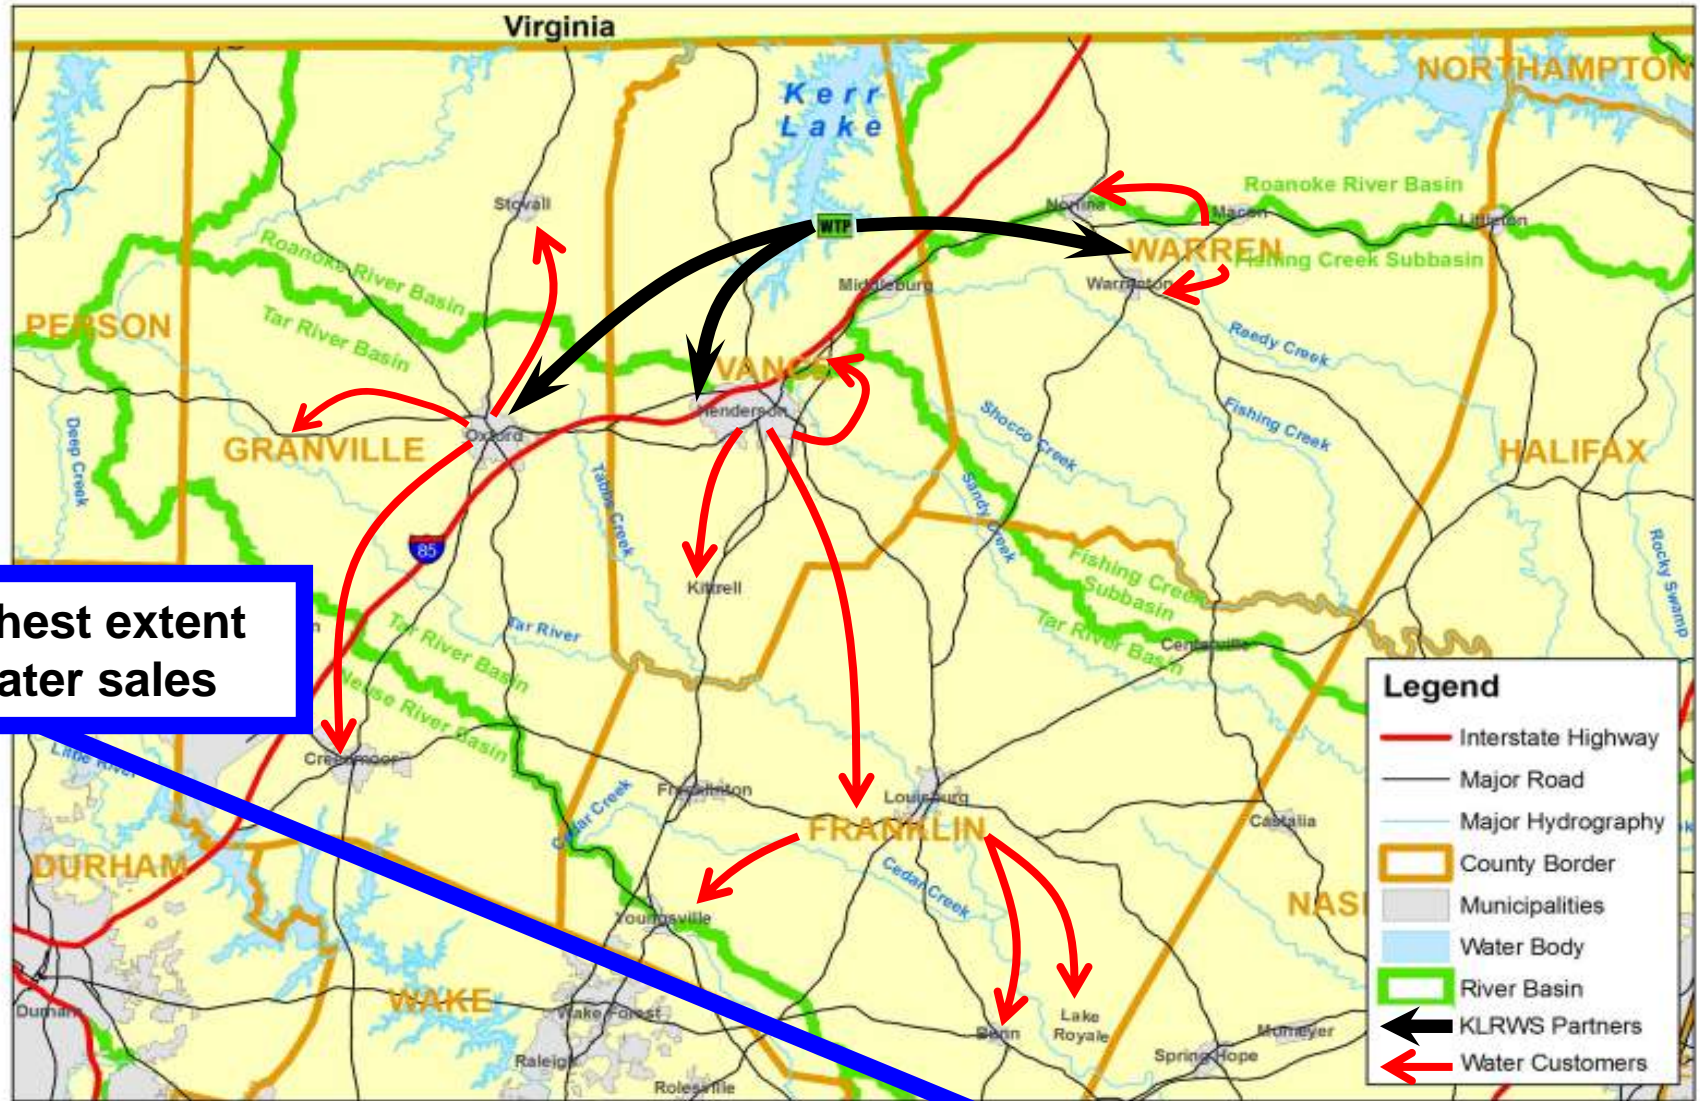 Virginia
NORTHAMPTON
Kerr
Lake
Stovall
Norlina
Macon
Roanoke River Basin
Littleton
WTP
WARREN
Fishing Creek Subbasin
Roanoke River Basin
Middleburg
Warrenton
PERSON
Tar River Basin
Reedy Creek
VANCE
Henderson
Shocco Creek
Fishing Creek
Oxford
GRANVILLE
HALIFAX
Deep Creek
Tabbs Creek
Sandy Creek
85
Rocky Swamp
Kittrell
Fishing Creek
Subbasin
hest extent
ater sales
n
Tar River Basin
Tar River
Tar River Basin
Centerville
Neuse River Basin
Little River
Creedmoor
Franklinton
Louisburg
Castalia
Cedar Creek
FRANKLIN
DURHAM
Cedar Creek
NAS
Youngsville
WAKE
Durham
Wake Forest
Bunn
Lake
Royale
Momeyer
Spring Hope
Raleigh
Rolesville
Legend
Interstate Highway
Major Road
Major Hydrography
County Border
Municipalities
Water Body
River Basin
KLRWS Partners
Water Customers